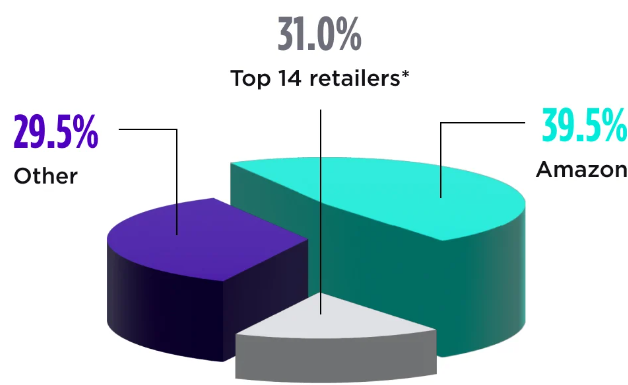 31.0%
Top 14 retailers*
29.5%
Other
39.5%
Amazon